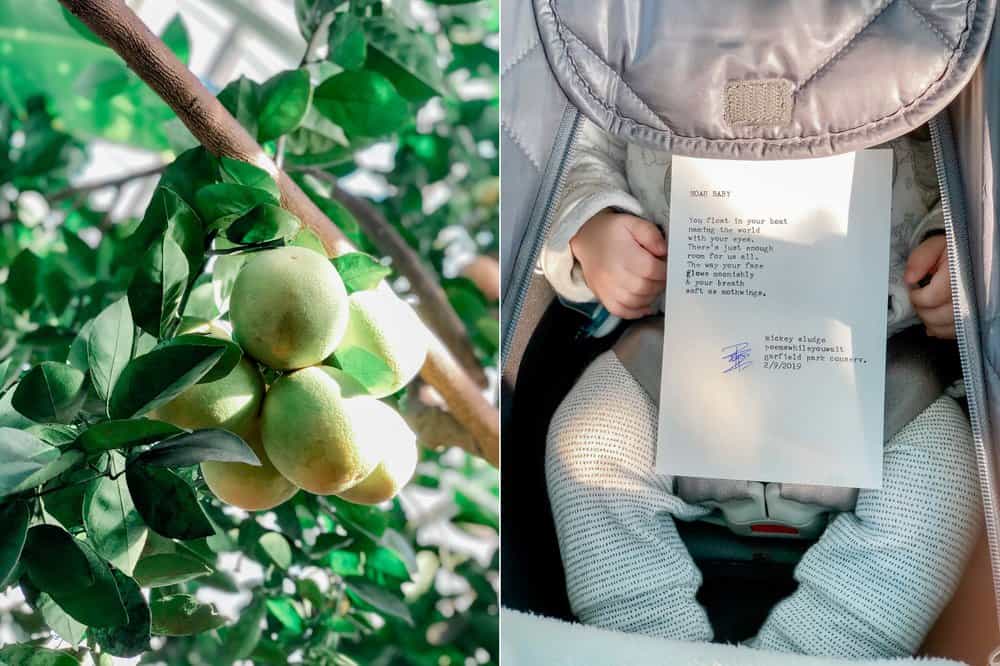 NOAH BABY
You float in your boat
naming the world
with your eyes.
There's just enough
room for us all.
The way your face
glows moonishly
& your breath
soft as mothwings.
mickey sludge
poemswhileyouwait
garfield park conserv.
2/9/2019